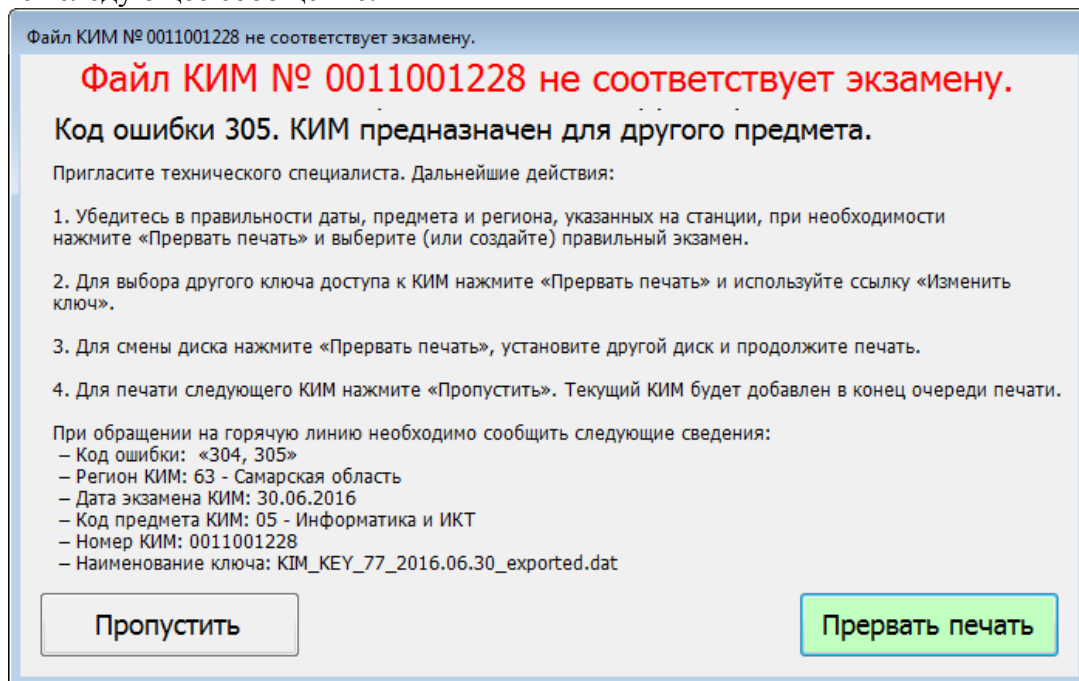 Файл КИМ № 0011001228 не соответствует экзамену.
Файл КИМ № 0011001228 не соответствует экзамену.
Код ошибки 305. КИМ предназначен для другого предмета.
Пригласите технического специалиста. Дальнейшие действия:
1. Убедитесь в правильности даты, предмета и региона, указанных на станции, при необходимости
нажмите «Прервать печать» и выберите (или создайте) правильный экзамен.
2. Для выбора другого ключа доступа к КИМ нажмите «Прервать печать» и используйте ссылку «Изменить
ключ».
3. Для смены диска нажмите «Прервать печать», установите другой диск и продолжите печать.
4. Для печати следующего КИМ нажмите «Пропустить». Текущий КИМ будет добавлен в конец очереди печати.
При обращении на горячую линию необходимо сообщить следующие сведения:
– Код ошибки: «304, 305»
– Регион КИМ: 63 - Самарская область
– Дата экзамена КИМ: 30.06.2016
– Код предмета КИМ: 05 - Информатика и ИКТ
– Номер КИМ: 0011001228
– Наименование ключа: KIM_KEY_77_2016.06.30_exported.dat
Пропустить
Прервать печать